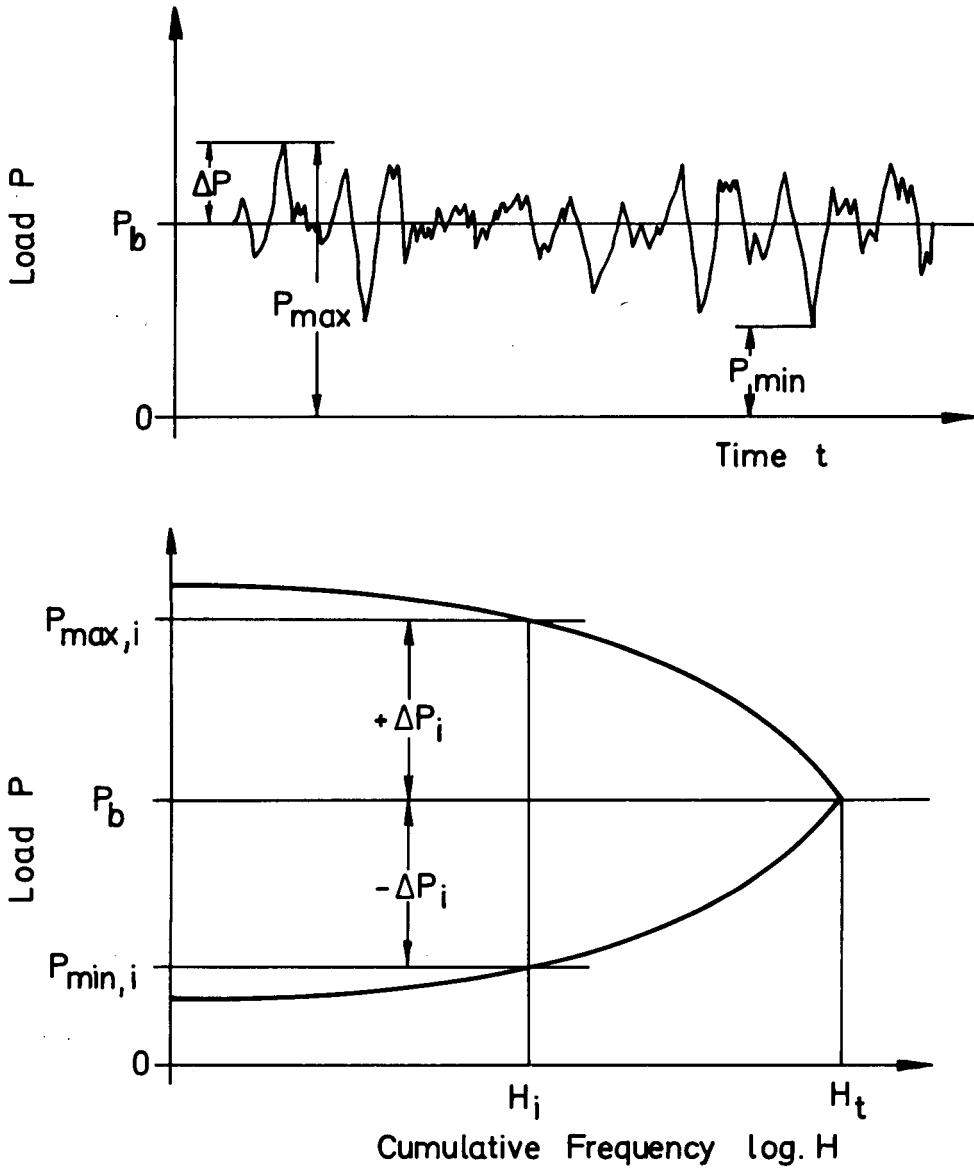 Load P
ΔP
P_b
P_max
P_min
0
Time t
P_max,i
+ΔP_i
Load P
P_b
-ΔP_i
P_min,i
0
H_i
H_t
Cumulative Frequency log. H